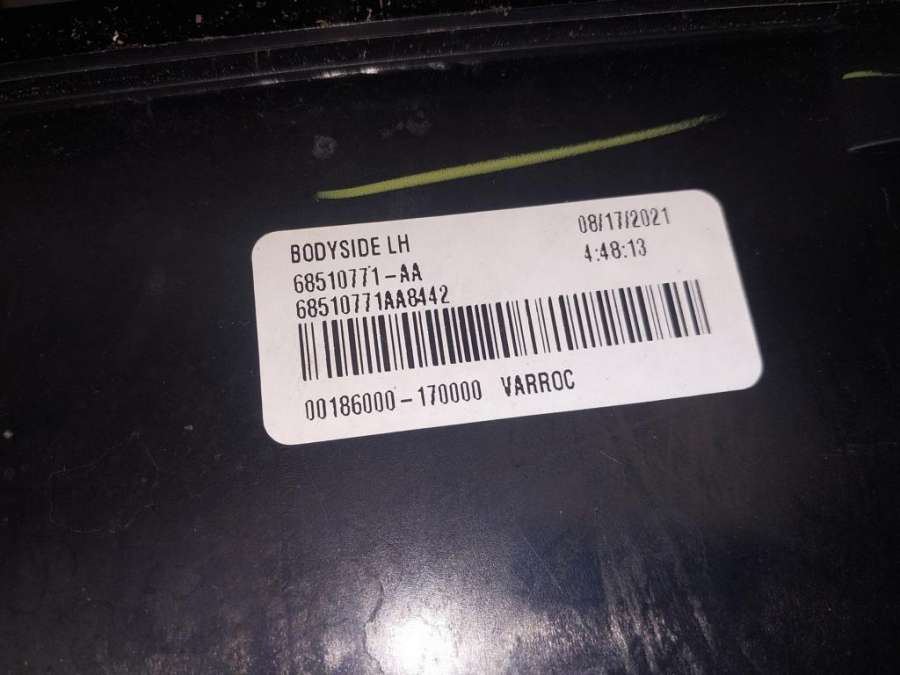 BODYSIDE LH
08/17/2021
4:48:13
68510771-AA
68510771AA8442
00186000-170000 VARROC